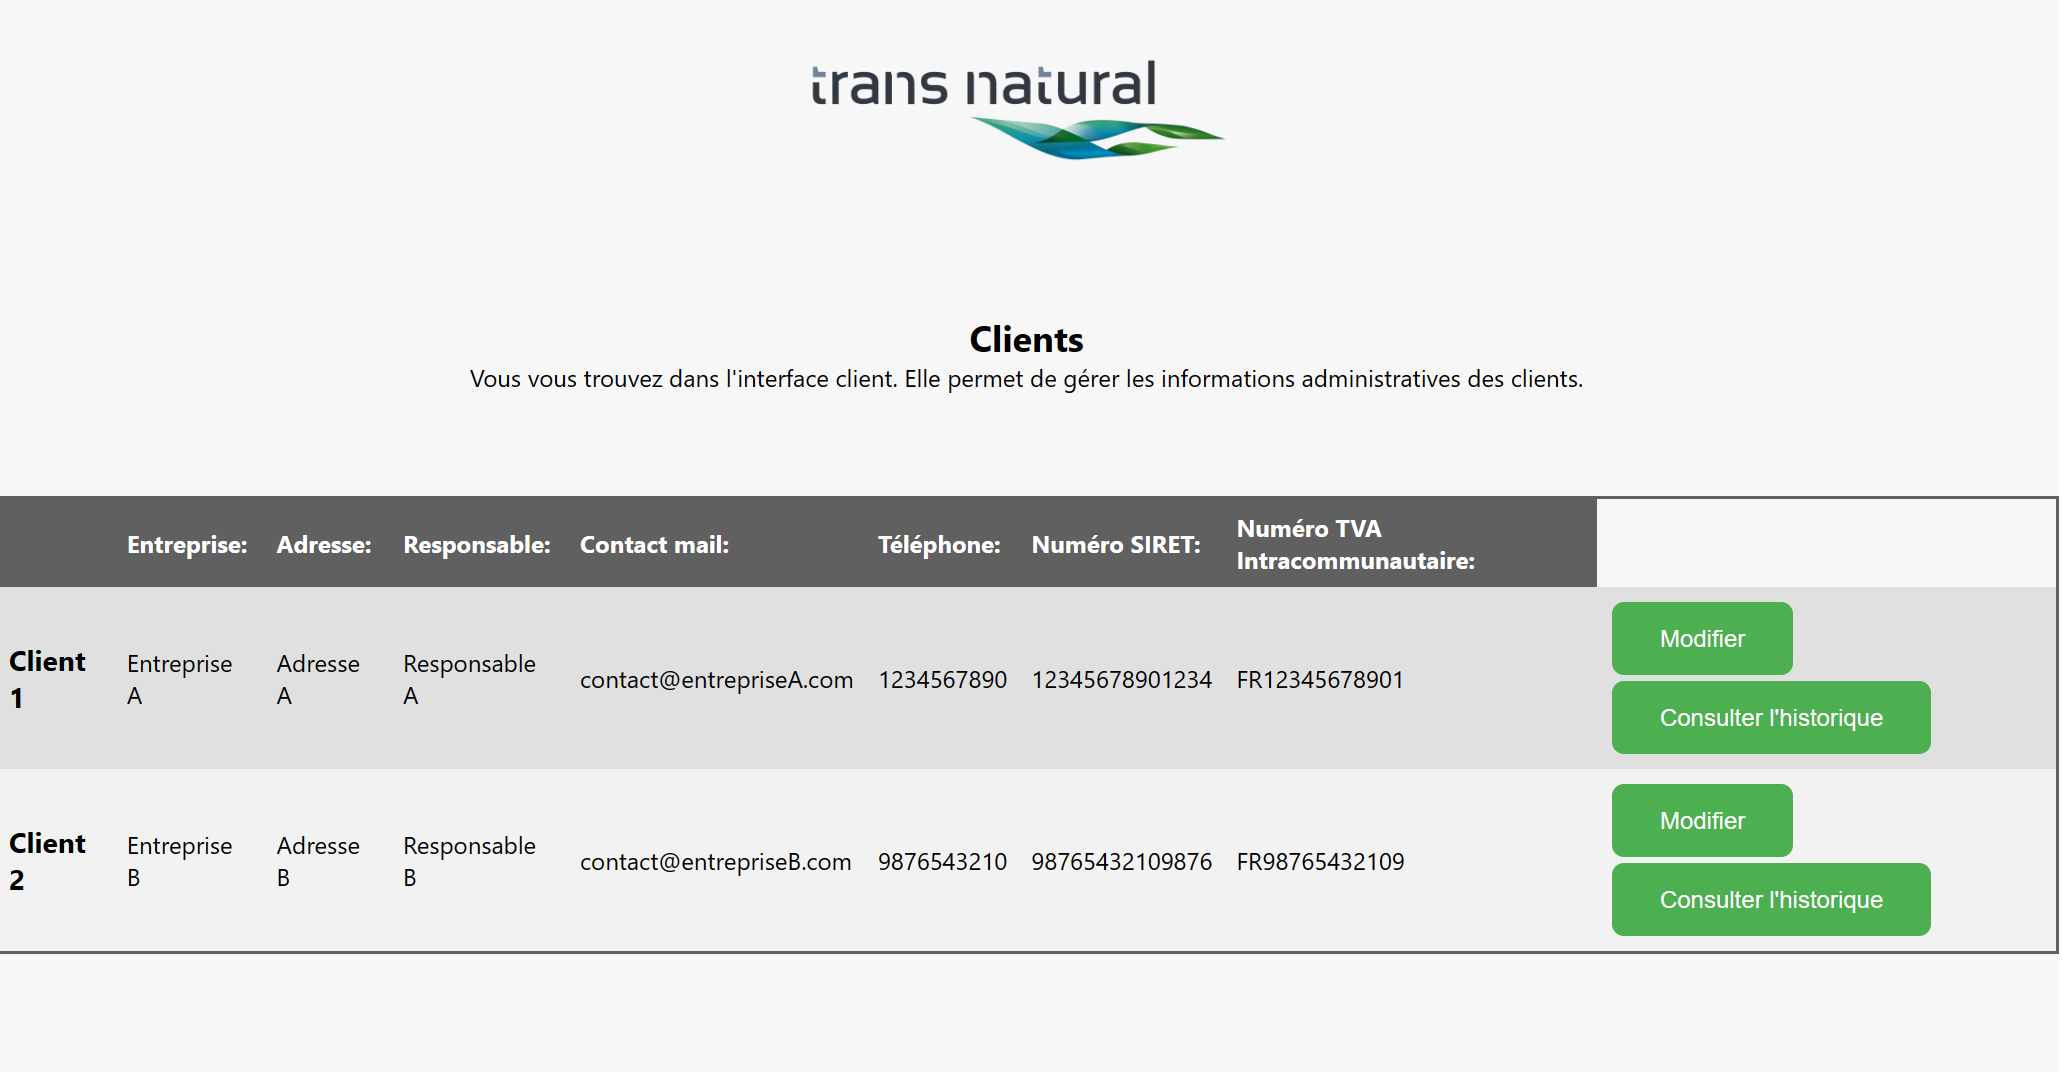 trans natural
Clients
Vous vous trouvez dans l'interface client. Elle permet de gérer les informations administratives des clients.
Entreprise: Adresse: Responsable: Contact mail: Téléphone: Numéro SIRET: Numéro TVA
Intracommunautaire:
Client
1
Entreprise
A
Adresse
A
Responsable
A
contact@entrepriseA.com
1234567890
12345678901234
FR12345678901
Modifier
Consulter l'historique
Client
2
Entreprise
B
Adresse
B
Responsable
B
contact@entrepriseB.com
9876543210
98765432109876
FR98765432109
Modifier
Consulter l'historique